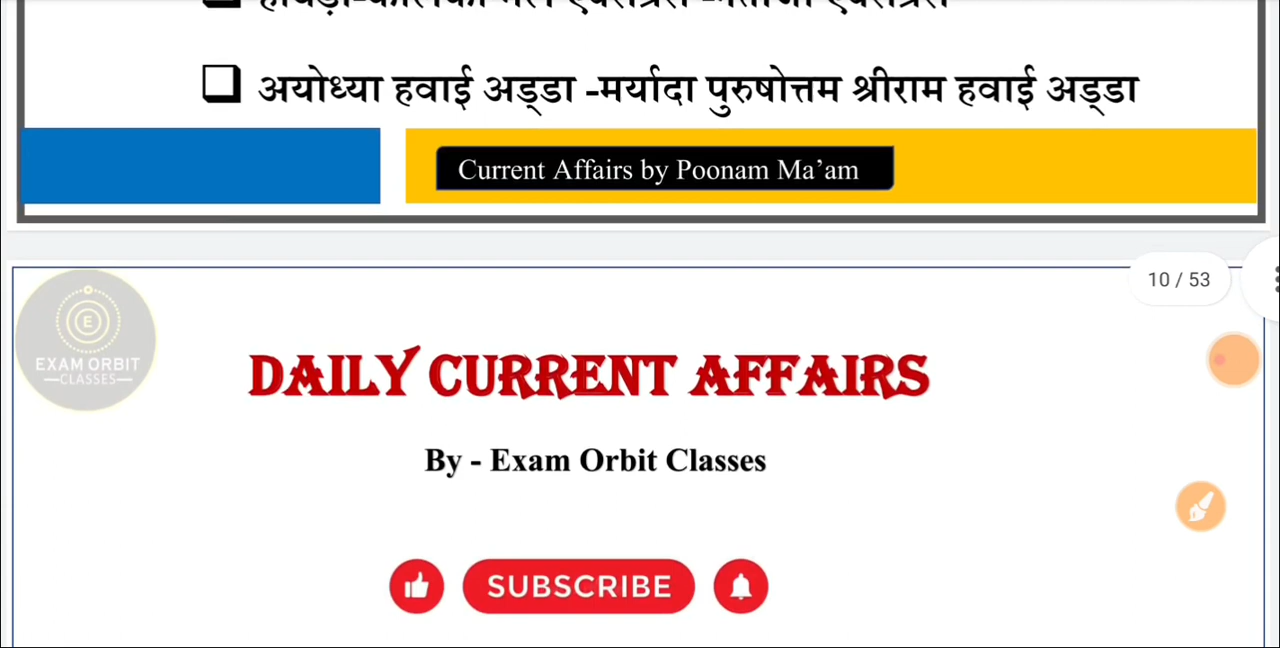 अयोध्या हवाई अड्डा -मर्यादा पुरुषोत्तम श्रीराम हवाई अड्डा
Current Affairs by Poonam Ma’am
10 / 53
E
EXAM ORBIT
—CLASSES—
DAILY CURRENT AFFAIRS
By - Exam Orbit Classes
SUBSCRIBE